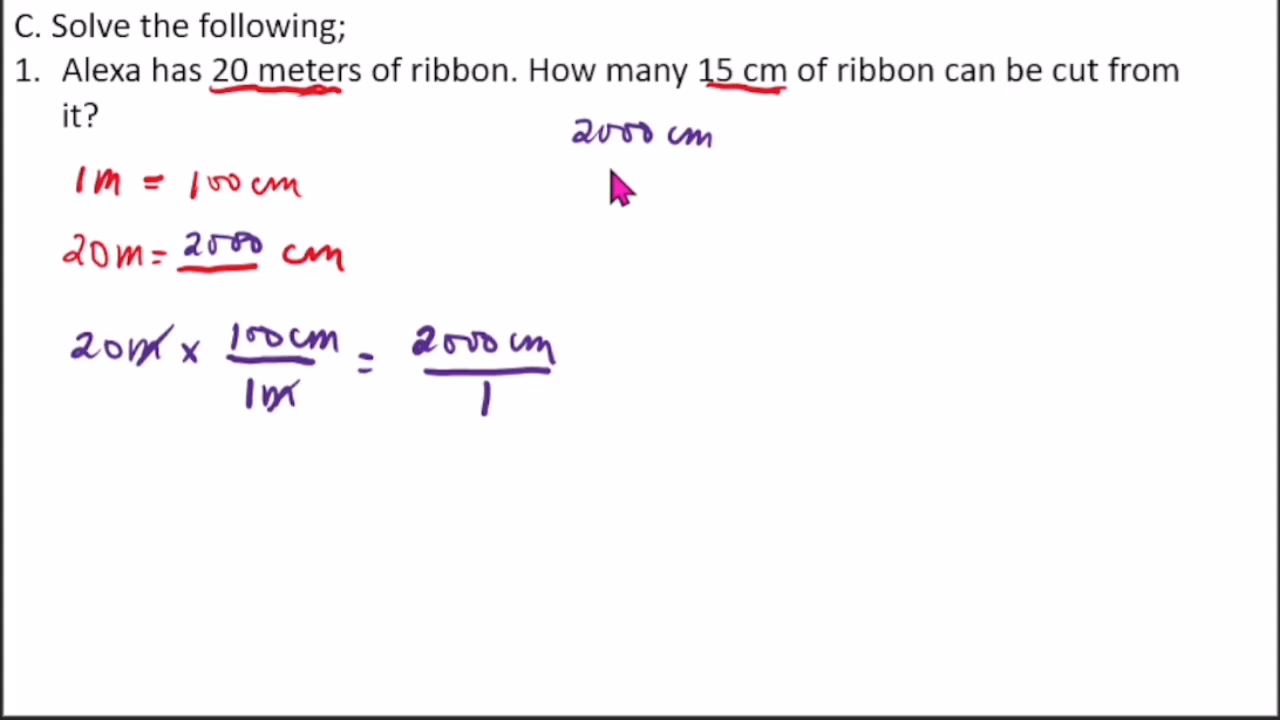 C. Solve the following;
1. Alexa has 20 meters of ribbon. How many 15 cm of ribbon can be cut from
it?
2000 cm
1m = 100 cm
20m = 2000 cm
20m x 100cm / 1m = 2000 cm / 1